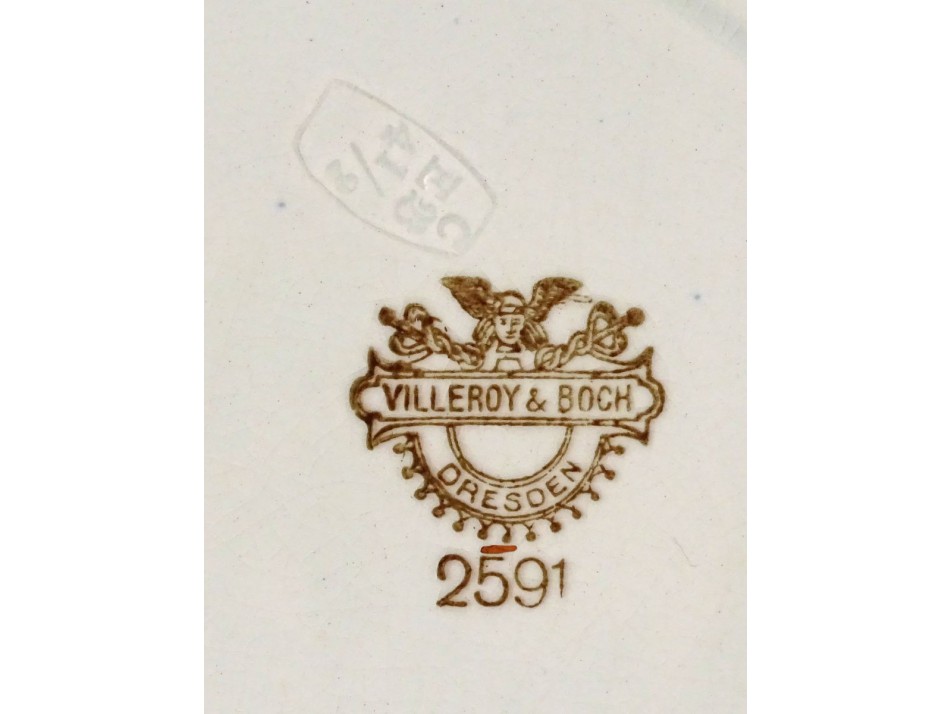 VILLEROY & BOCH
DRESDEN
2591